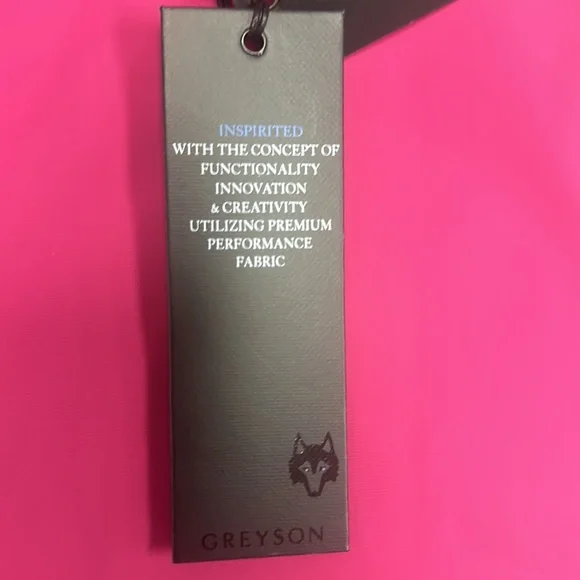 INSPIRITED
WITH THE CONCEPT OF
FUNCTIONALITY
INNOVATION
& CREATIVITY
UTILIZING PREMIUM
PERFORMANCE
FABRIC
GREYSON